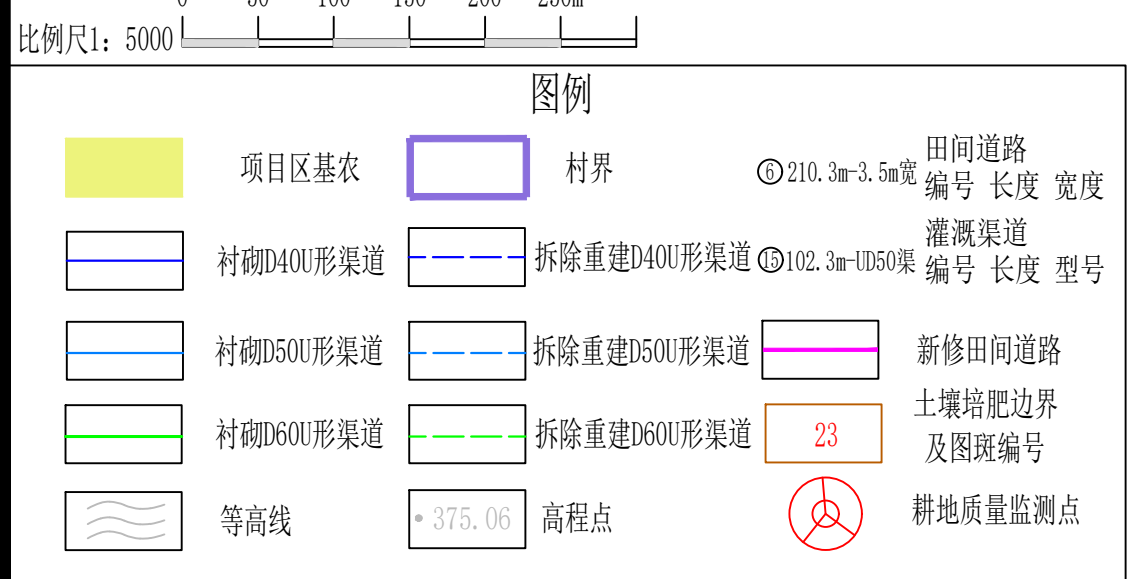 0 50 100 150 200 250m
比例尺1: 5000
图例
项目区基农
村界
⑥210.3m-3.5m宽
田间道路
编号 长度 宽度
衬砌D40U形渠道
拆除重建D40U形渠道
⑮102.3m-UD50渠
灌溉渠道
编号 长度 型号
衬砌D50U形渠道
拆除重建D50U形渠道
新修田间道路
衬砌D60U形渠道
拆除重建D60U形渠道
23
土壤培肥边界
及图斑编号
等高线
375.06
高程点
耕地质量监测点